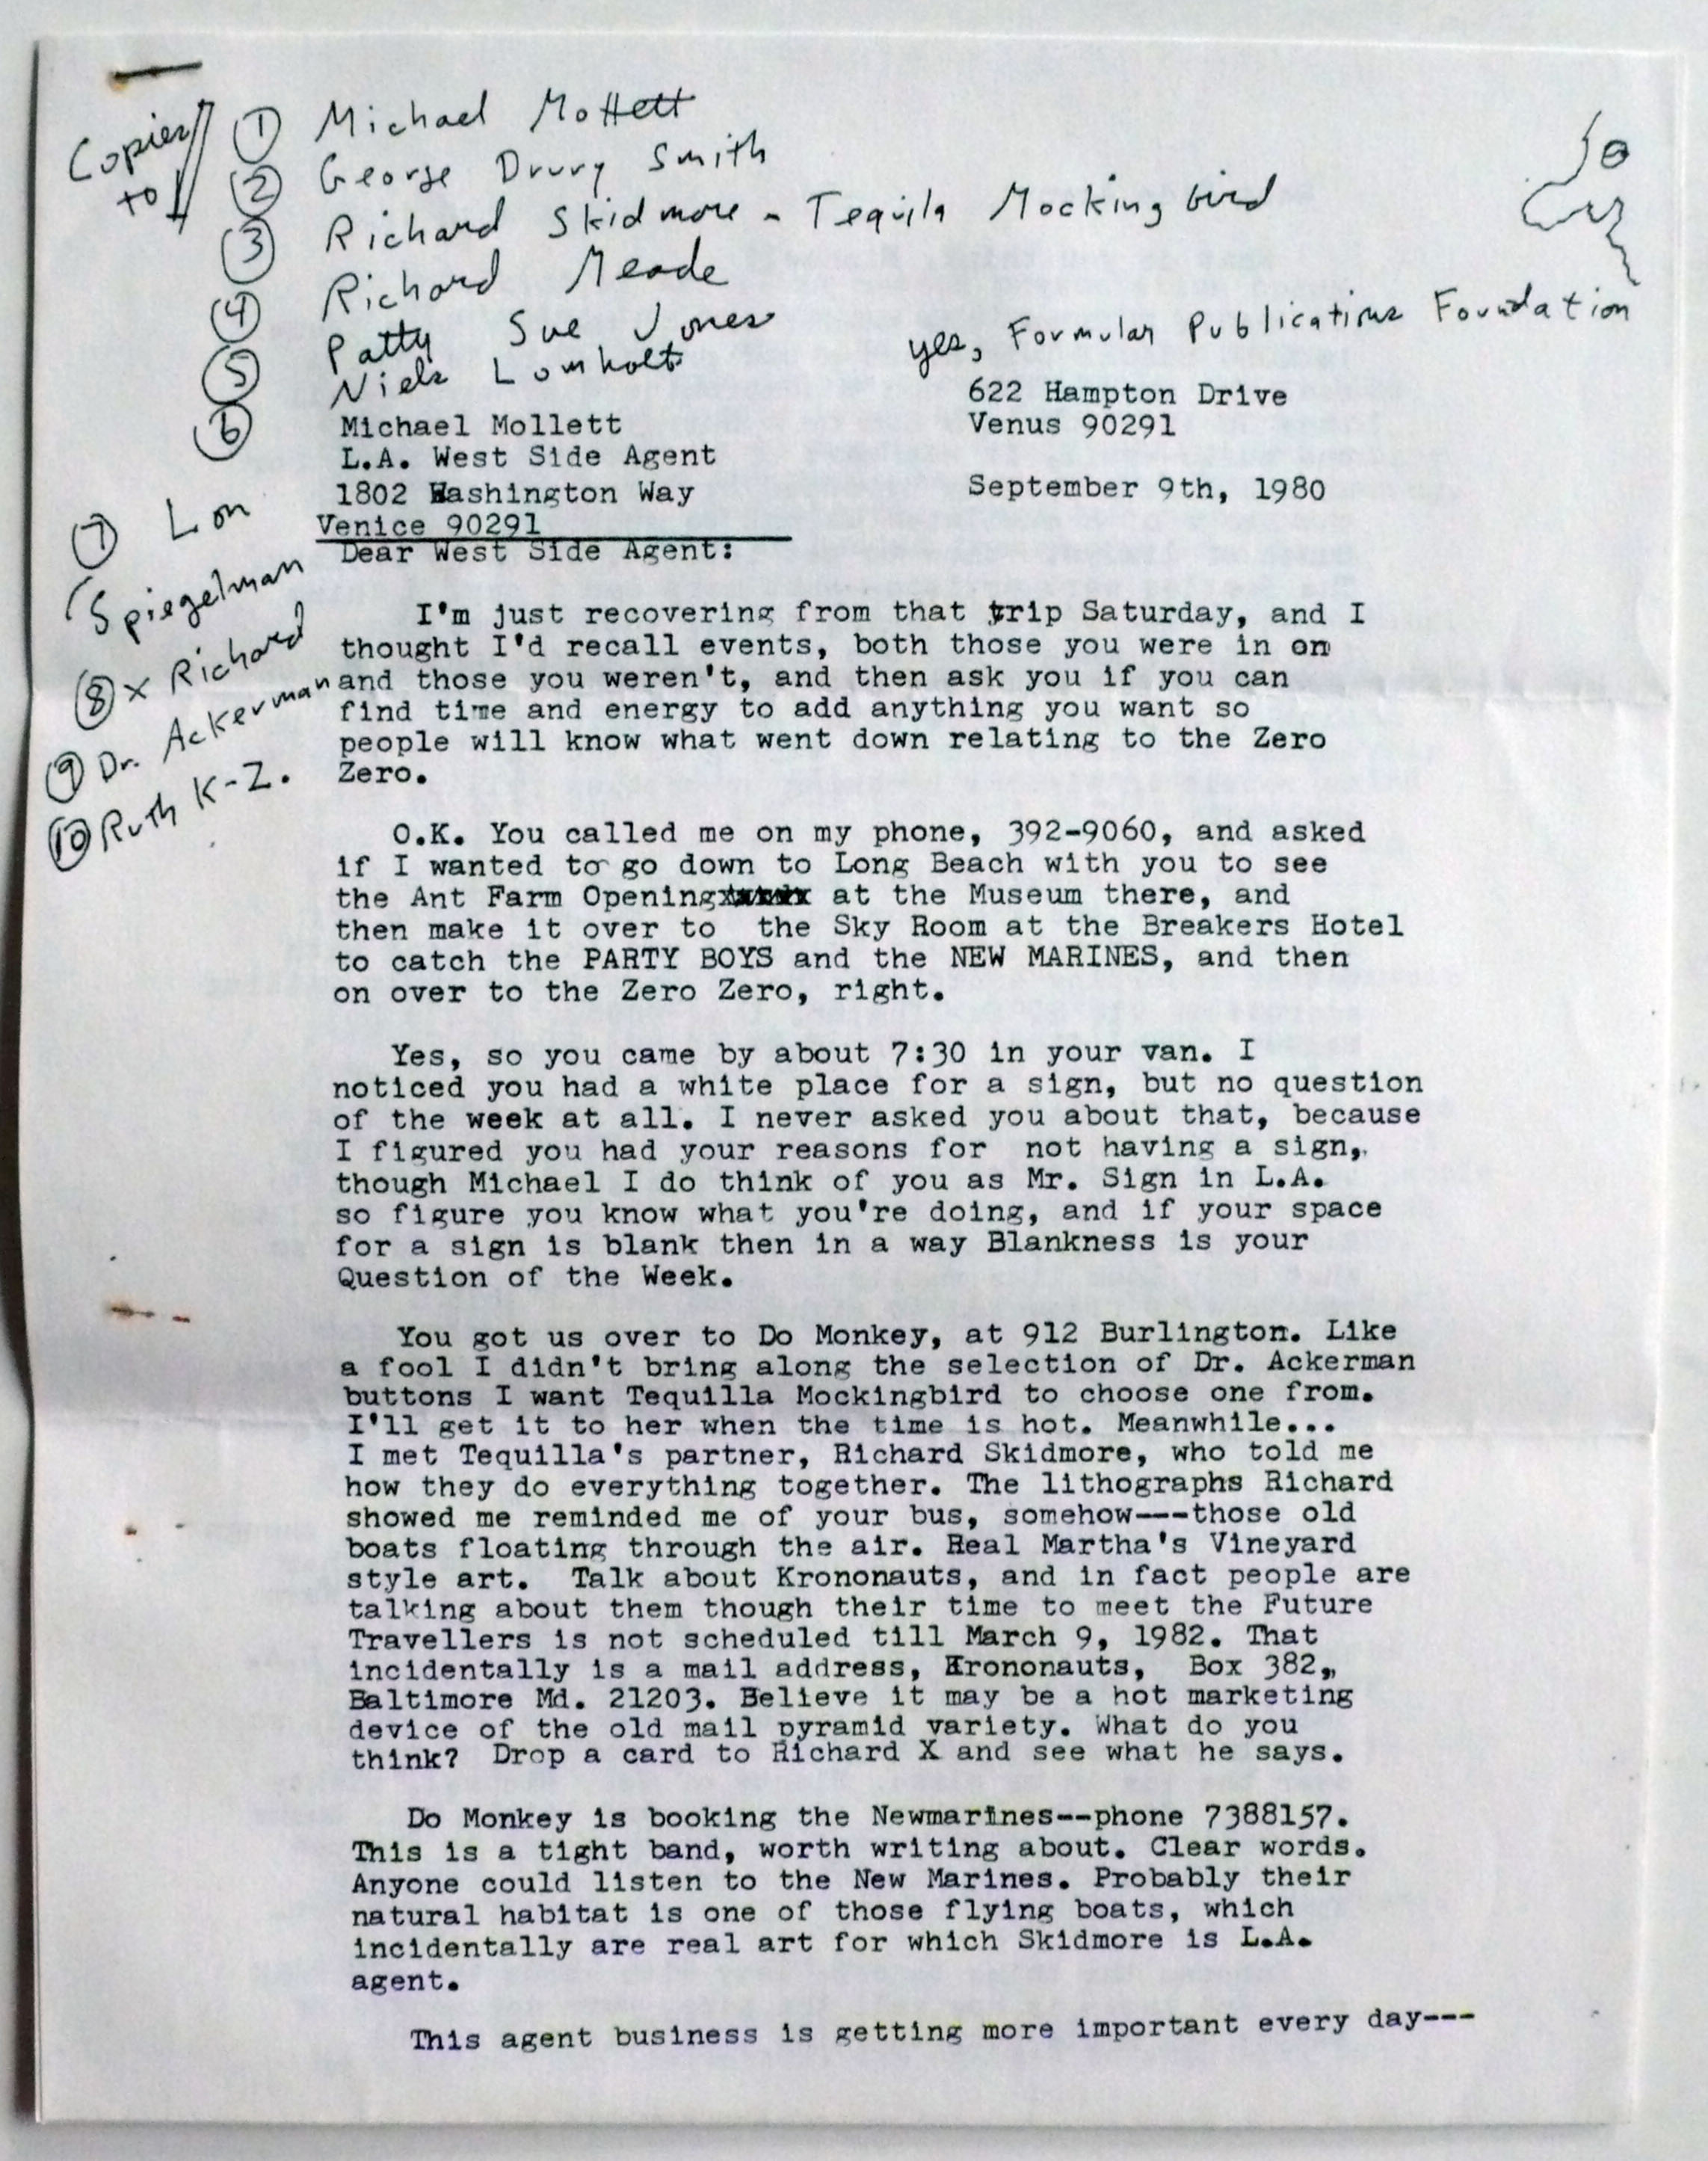 Copies to
① Michael Mollett
② George Drury Smith
③ Richard Skidmore - Tequila Mocking bird
④ Richard Meade
⑤ Patty Sue Jones
⑥ Niels Lomholt
⑦ Lon
Spiegelman
⑧ x Richard
⑨ Dr. Ackerman
⑩ Ruth K-Z.
yes, Formular Publications Foundation
622 Hampton Drive
Venus 90291
September 9th, 1980
Michael Mollett
L.A. West Side Agent
1802 Washington Way
Venice 90291
Dear West Side Agent:
I'm just recovering from that trip Saturday, and I
thought I'd recall events, both those you were in on
and those you weren't, and then ask you if you can
find time and energy to add anything you want so
people will know what went down relating to the Zero
Zero.
O.K. You called me on my phone, 392-9060, and asked
if I wanted to go down to Long Beach with you to see
the Ant Farm Opening at the Museum there, and
then make it over to the Sky Room at the Breakers Hotel
to catch the PARTY BOYS and the NEW MARINES, and then
on over to the Zero Zero, right.
Yes, so you came by about 7:30 in your van. I
noticed you had a white place for a sign, but no question
of the week at all. I never asked you about that, because
I figured you had your reasons for not having a sign,
though Michael I do think of you as Mr. Sign in L.A.
so figure you know what you're doing, and if your space
for a sign is blank then in a way Blankness is your
Question of the Week.
You got us over to Do Monkey, at 912 Burlington. Like
a fool I didn't bring along the selection of Dr. Ackerman
buttons I want Tequilla Mockingbird to choose one from.
I'll get it to her when the time is hot. Meanwhile...
I met Tequilla's partner, Richard Skidmore, who told me
how they do everything together. The lithographs Richard
showed me reminded me of your bus, somehow---those old
boats floating through the air. Real Martha's Vineyard
style art. Talk about Krononauts, and in fact people are
talking about them though their time to meet the Future
Travellers is not scheduled till March 9, 1982. That
incidentally is a mail address, Krononauts, Box 382,,
Baltimore Md. 21203. Believe it may be a hot marketing
device of the old mail pyramid variety. What do you
think? Drop a card to Richard X and see what he says.
Do Monkey is booking the Newmarines--phone 7388157.
This is a tight band, worth writing about. Clear words.
Anyone could listen to the New Marines. Probably their
natural habitat is one of those flying boats, which
incidentally are real art for which Skidmore is L.A.
agent.
This agent business is getting more important every day---